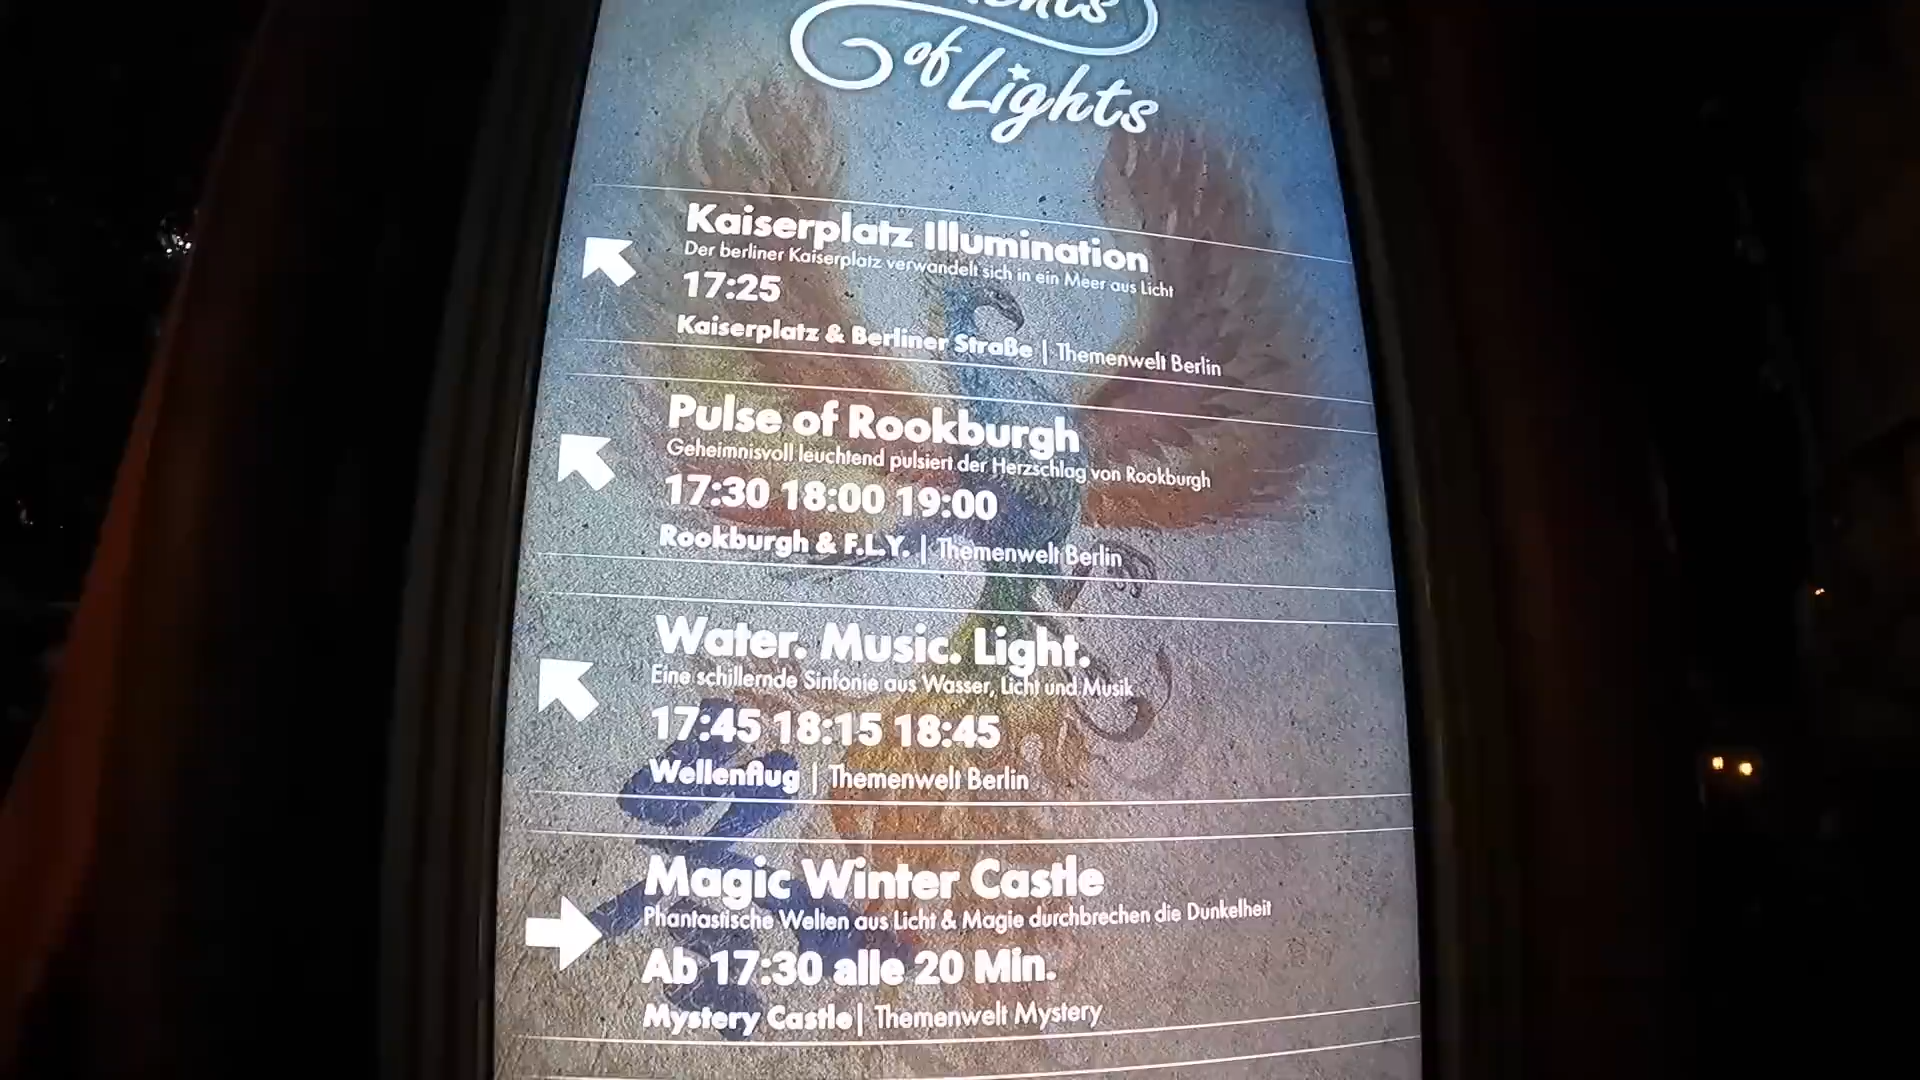 of Lights
Kaiserplatz Illumination
Der berliner Kaiserplatz verwandelt sich in ein Meer aus Licht
17:25
Kaiserplatz & Berliner Straße | Themenwelt Berlin
Pulse of Rookburgh
Geheimnisvoll leuchtend pulsiert der Herzschlag von Rookburgh
17:30 18:00 19:00
Rookburgh & F.L.Y. | Themenwelt Berlin
Water. Music. Light.
Eine schillernde Sinfonie aus Wasser, Licht und Musik
17:45 18:15 18:45
Wellenflug | Themenwelt Berlin
Magic Winter Castle
Phantastische Welten aus Licht & Magie durchbrechen die Dunkelheit
Ab 17:30 alle 20 Min.
Mystery Castle | Themenwelt Mystery